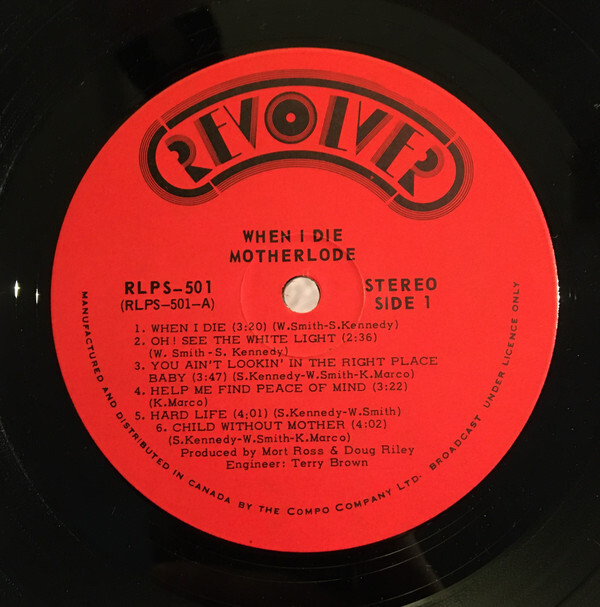 REVOLVER
WHEN I DIE
MOTHERLODE
RLPS-501
(RLPS-501-A)
STEREO
SIDE 1
1. WHEN I DIE (3:20) (W.Smith-S.Kennedy)
2. OH! SEE THE WHITE LIGHT (2:36)
(W. Smith-S. Kennedy)
3. YOU AIN'T LOOKIN' IN THE RIGHT PLACE
BABY (3:47) (S.Kennedy-W.Smith-K.Marco)
4. HELP ME FIND PEACE OF MIND (3:22)
(K.Marco)
5. HARD LIFE (4:01) (S.Kennedy-W.Smith)
6. CHILD WITHOUT MOTHER (4:02)
(S.Kennedy-W.Smith-K.Marco)
Produced by Mort Ross & Doug Riley
Engineer: Terry Brown
MANUFACTURED AND DISTRIBUTED IN CANADA BY THE COMPO COMPANY LTD. BROADCAST UNDER LICENCE ONLY